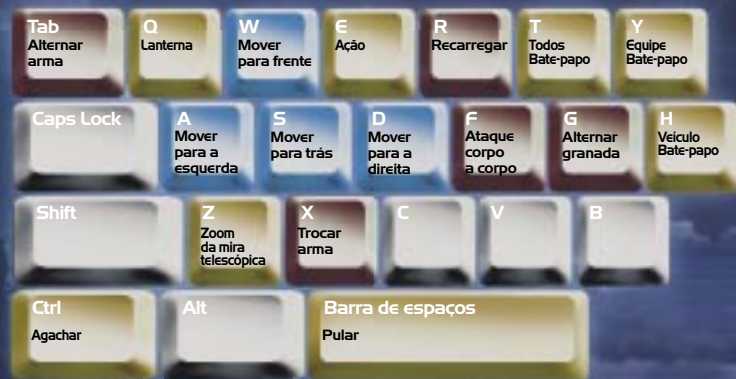 Tab
Alternar
arma
Q
Lanterna
W
Mover
para frente
E
Ação
R
Recarregar
T
Todos
Bate-papo
Y
Equipe
Bate-papo
Caps Lock
A
Mover
para a
esquerda
S
Mover
para trás
D
Mover
para a
direita
F
Ataque
corpo
a corpo
G
Alternar
granada
H
Veículo
Bate-papo
Shift
Z
Zoom
da mira
telescópica
X
Trocar
arma
C
V
B
Ctrl
Agachar
Alt
Barra de espaços
Pular